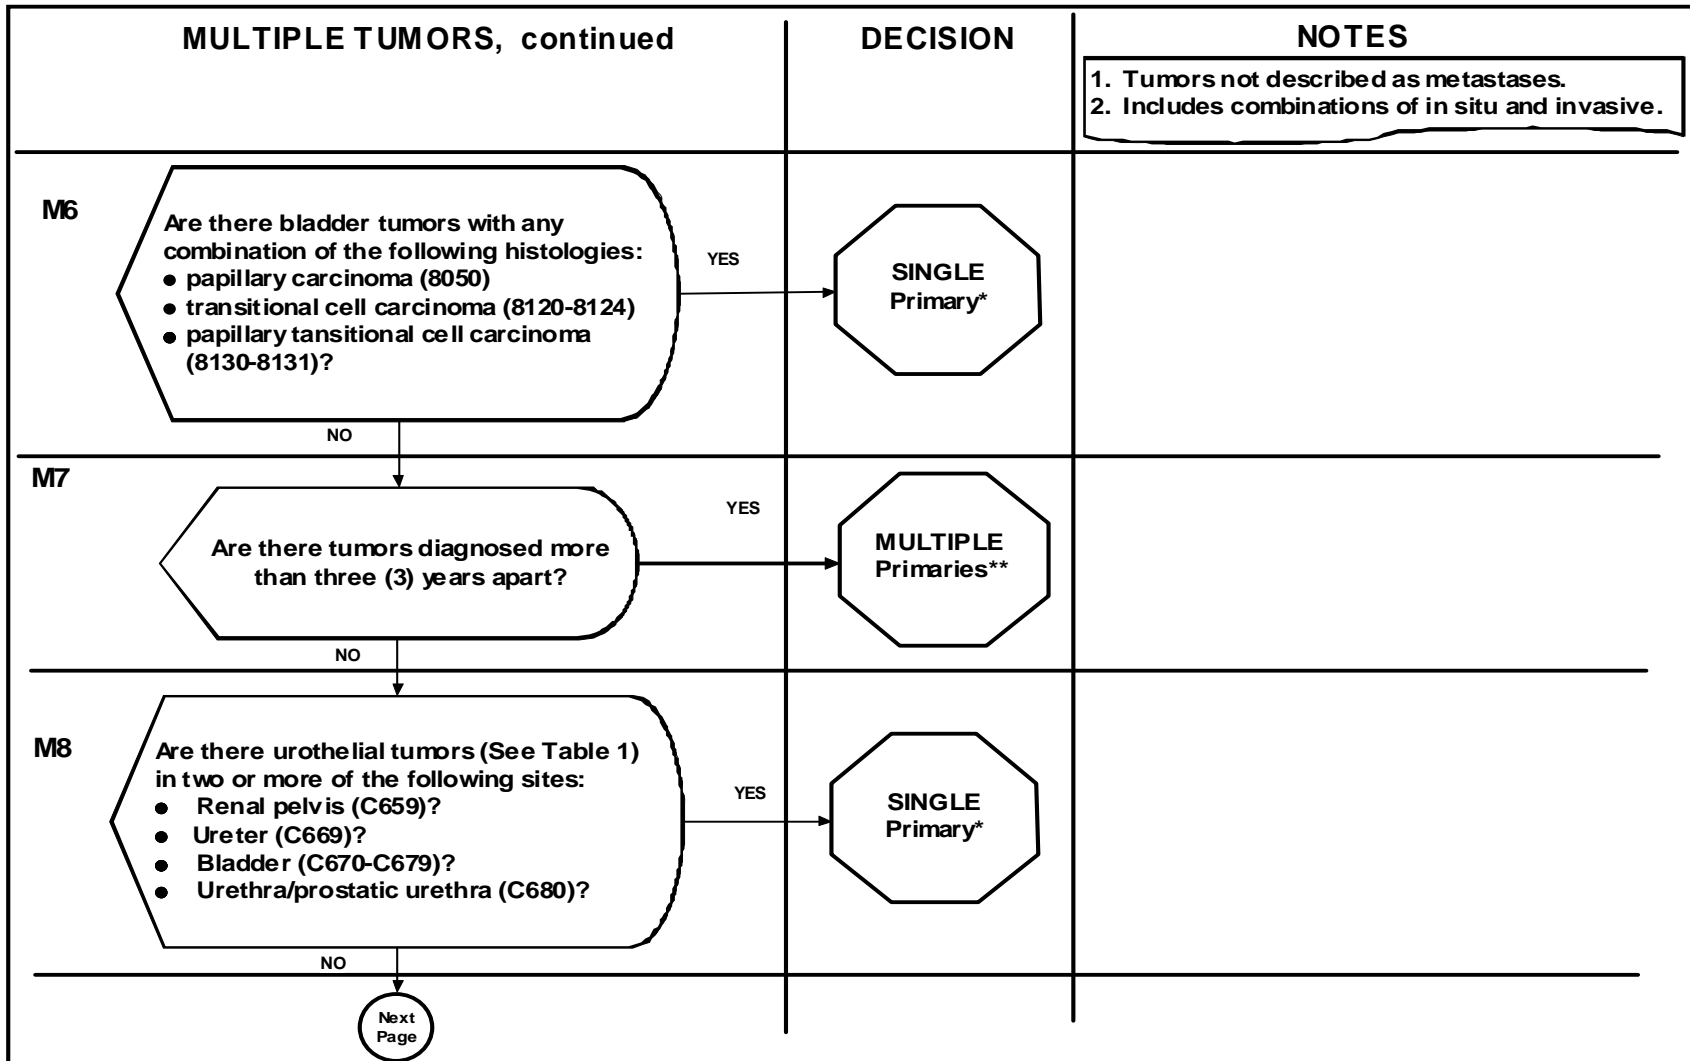 MULTIPLE TUMORS, continued
DECISION
NOTES
1. Tumors not described as metastases.
2. Includes combinations of in situ and invasive.
M6
Are there bladder tumors with any
combination of the following histologies:
● papillary carcinoma (8050)
● transitional cell carcinoma (8120-8124)
● papillary tansitional cell carcinoma
(8130-8131)?
YES
SINGLE
Primary*
NO
M7
Are there tumors diagnosed more
than three (3) years apart?
YES
MULTIPLE
Primaries**
NO
M8
Are there urothelial tumors (See Table 1)
in two or more of the following sites:
● Renal pelvis (C659)?
● Ureter (C669)?
● Bladder (C670-C679)?
● Urethra/prostatic urethra (C680)?
YES
SINGLE
Primary*
NO
Next
Page